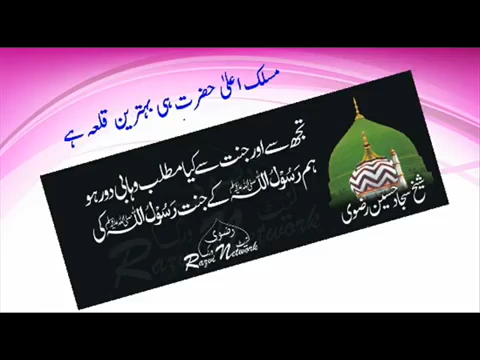 مسلک اعلیٰ حضرت ہی بہترین قلعہ ہے
تجھ سے اور جنت سے کیا مطلب وہابی دور ہو
ہم رَسُوْلُ اللہ ﷺ کے جنت رَسُوْلُ اللہ ﷺ کی
شیخ سجاد حسین رضوی
رضوی
نیٹ ورک
Razvi Network